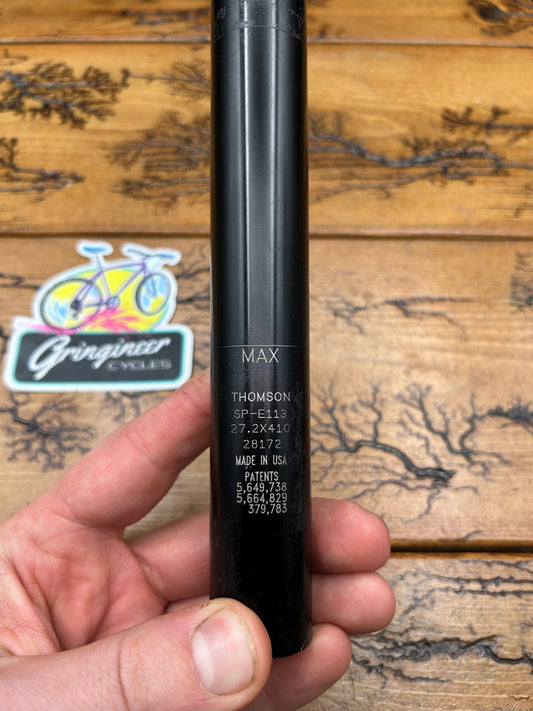 Gringineer
CYCLES
MAX
THOMSON
SP-E113
27.2X410
28172
MADE IN USA
PATENTS
5,649,738
5,664,829
379,783